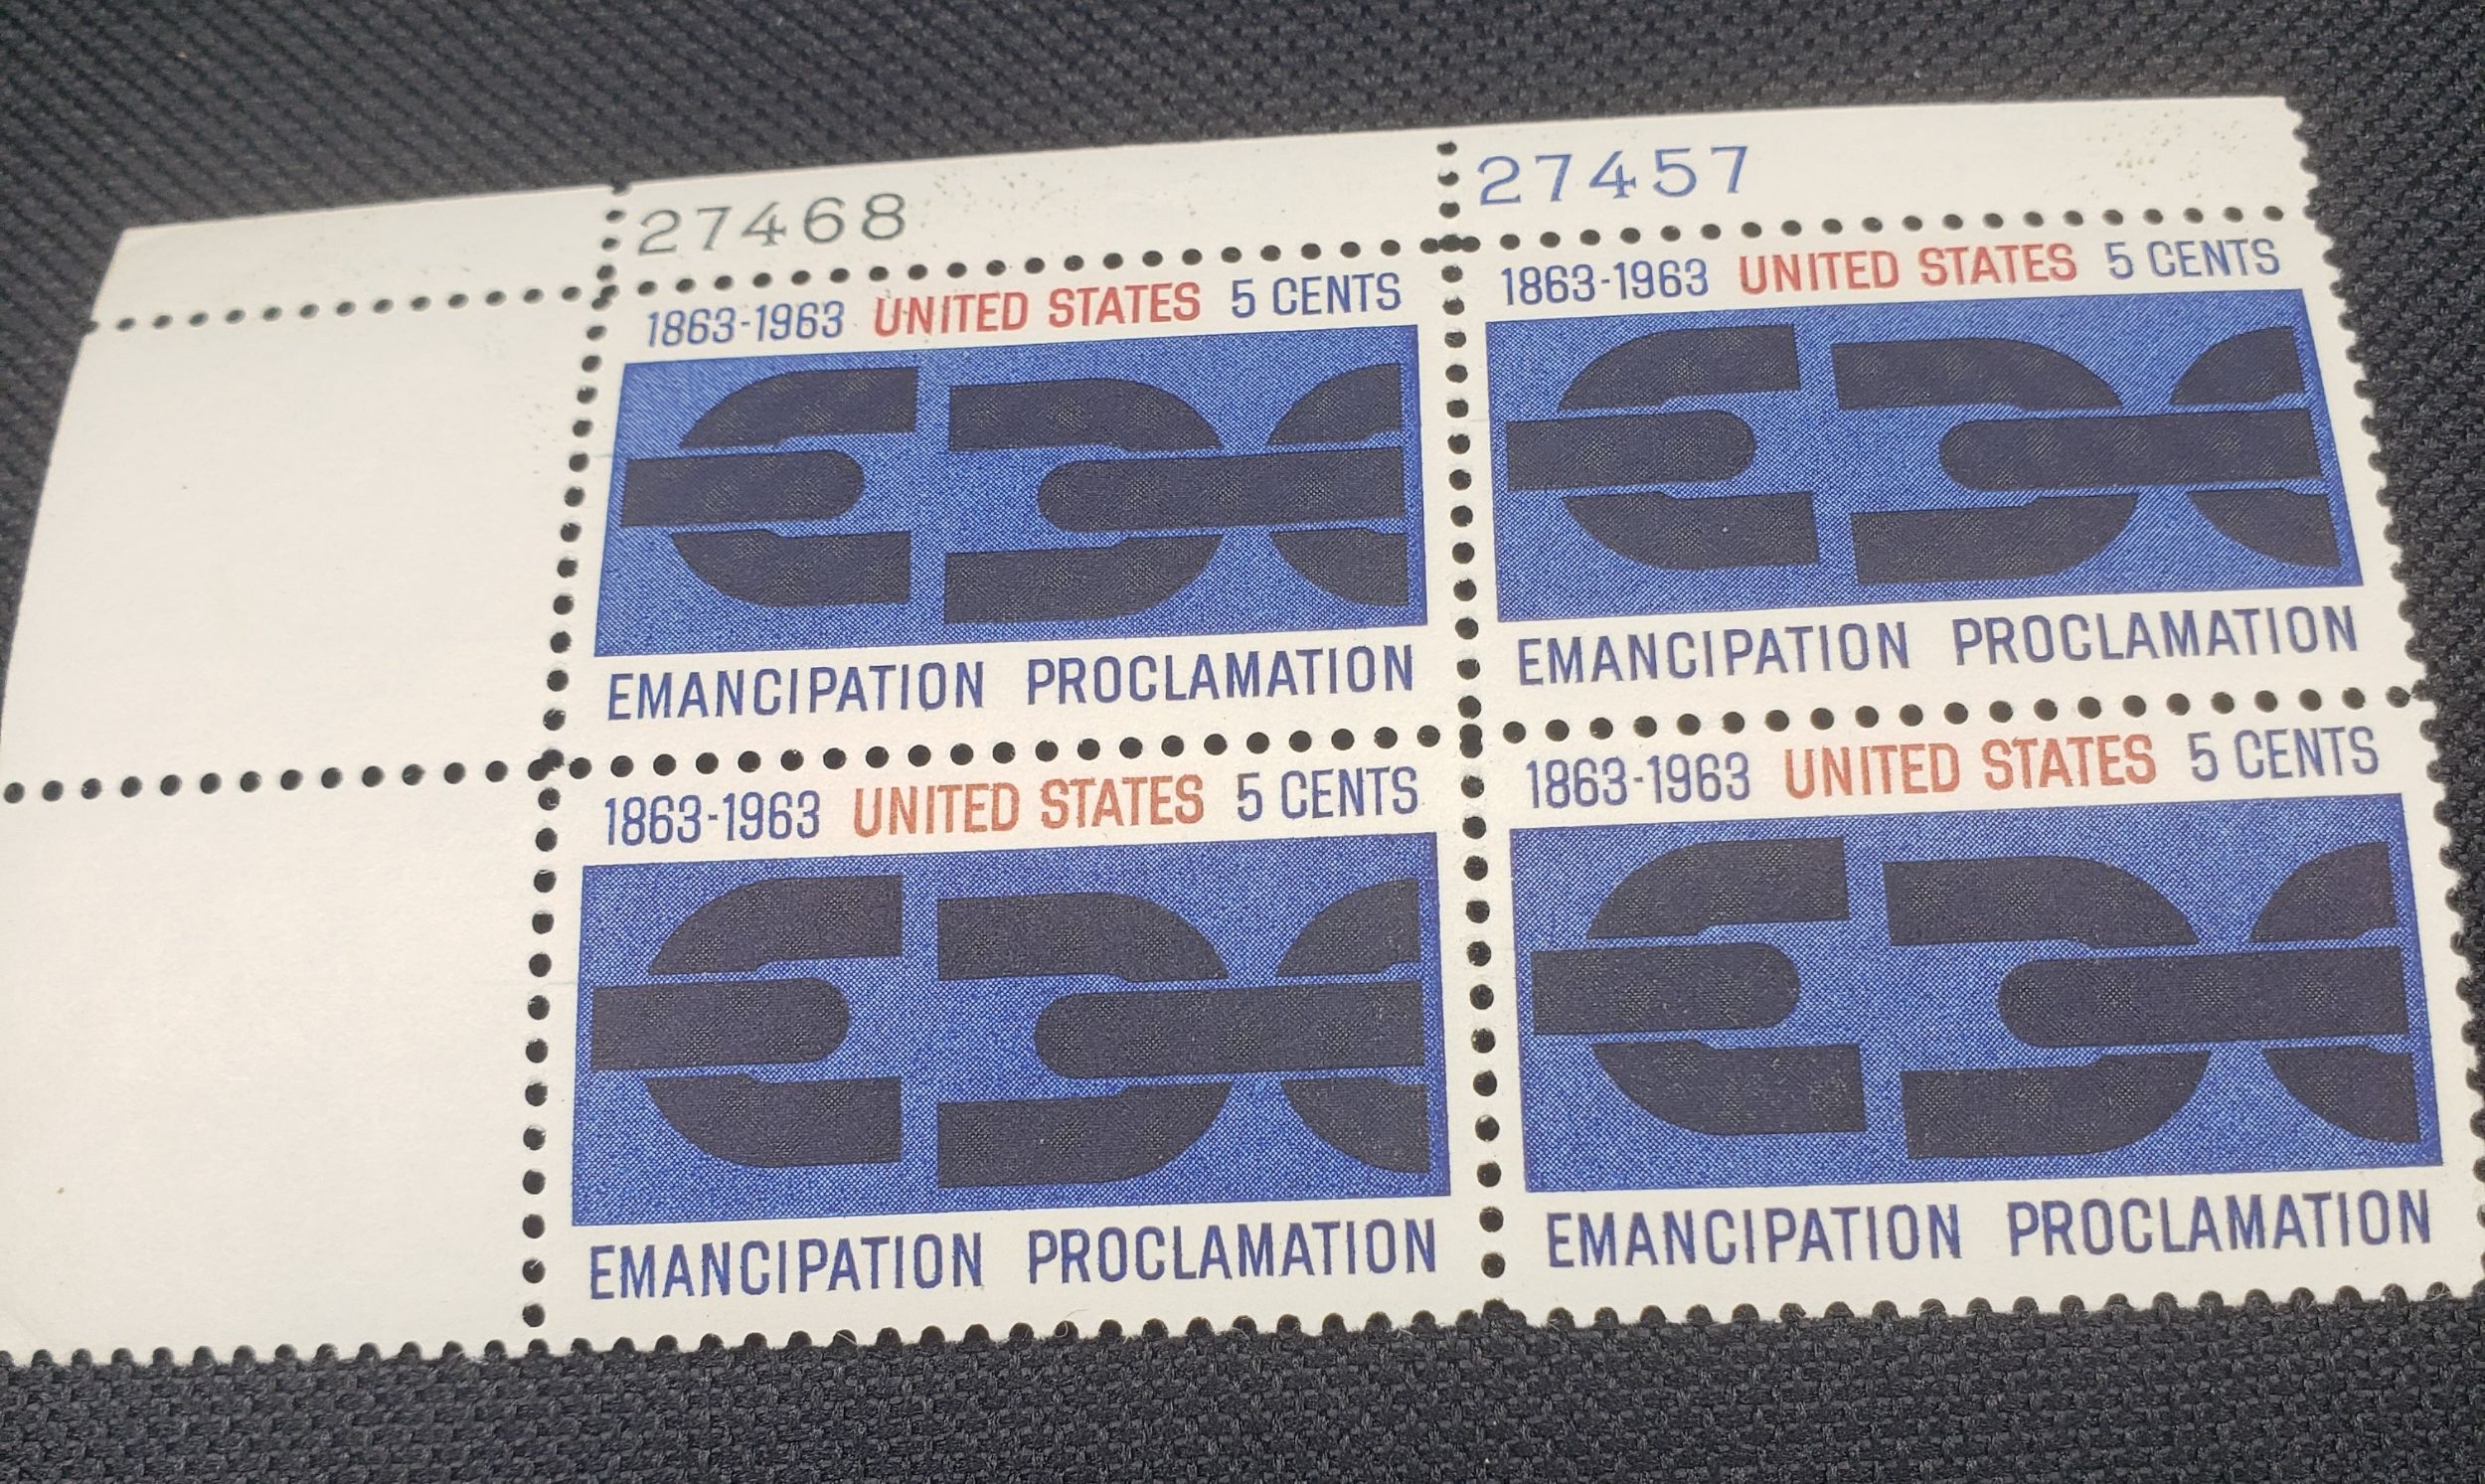 27468 27457
1863-1963 UNITED STATES 5 CENTS
EMANCIPATION PROCLAMATION
1863-1963 UNITED STATES 5 CENTS
EMANCIPATION PROCLAMATION
1863-1963 UNITED STATES 5 CENTS
EMANCIPATION PROCLAMATION
1863-1963 UNITED STATES 5 CENTS
EMANCIPATION PROCLAMATION